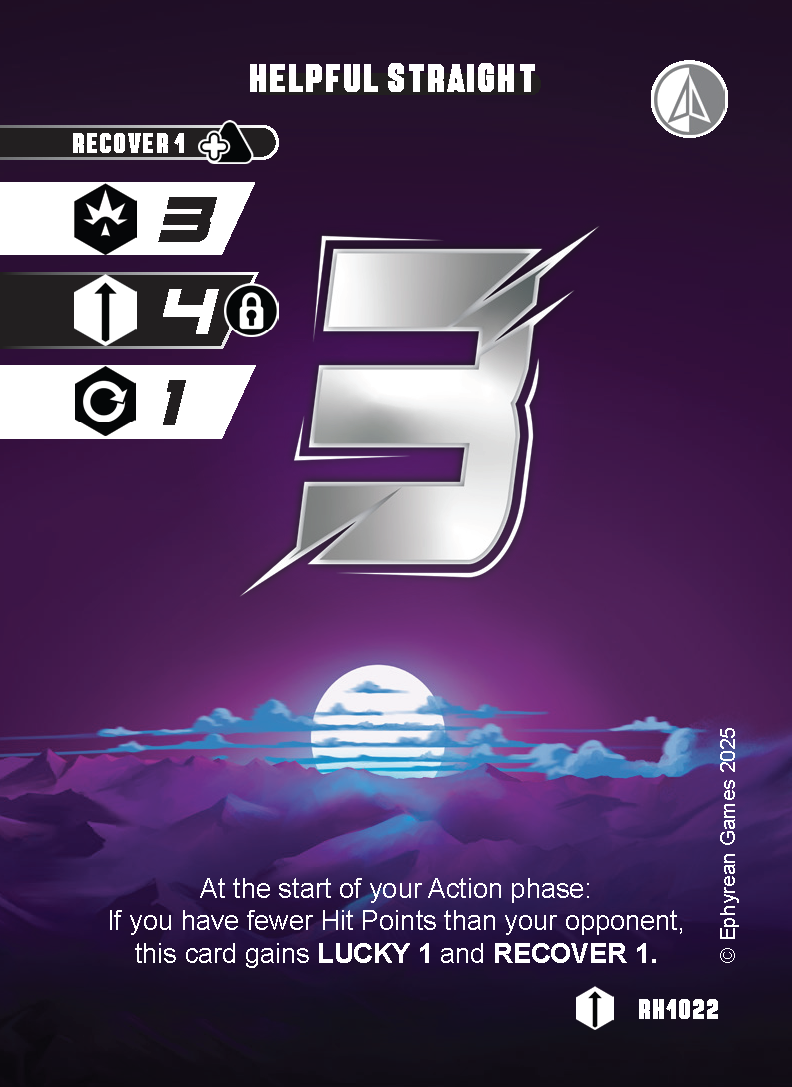 HELPFUL STRAIGHT
RECOVER 1
3
4
1
3
At the start of your Action phase:
If you have fewer Hit Points than your opponent,
this card gains LUCKY 1 and RECOVER 1.
© Ephyrean Games 2025
RH1022